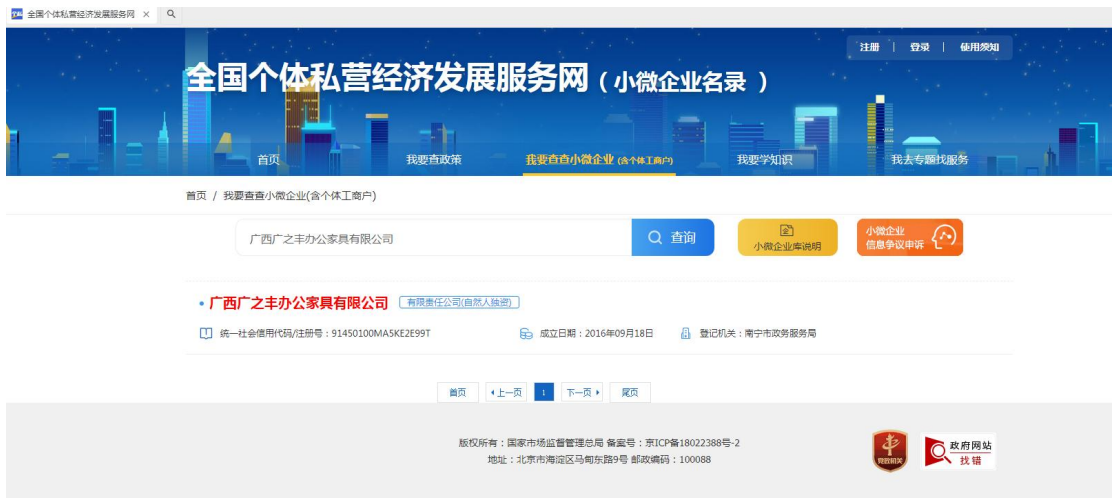 全国个体私营经济发展服务网
注册 | 登录 | 使用须知
全国个体私营经济发展服务网（小微企业名录 ）
首页 我要查政策 我要查查小微企业 (含个体工商户) 我要学知识 我去专题找服务
首页 / 我要查查小微企业(含个体工商户)
广西广之丰办公家具有限公司 查询 小微企业库说明 小微企业
信息争议申诉
广西广之丰办公家具有限公司 有限责任公司(自然人独资)
统一社会信用代码/注册号：91450100MA5KE2E99T 成立日期：2016年09月18日 登记机关：南宁市政务服务局
首页 上一页 1 下一页 尾页
版权所有：国家市场监督管理总局 备案号：京ICP备18022388号-2
地址：北京市海淀区马甸东路9号 邮政编码：100088
党政机关
政府网站
找错